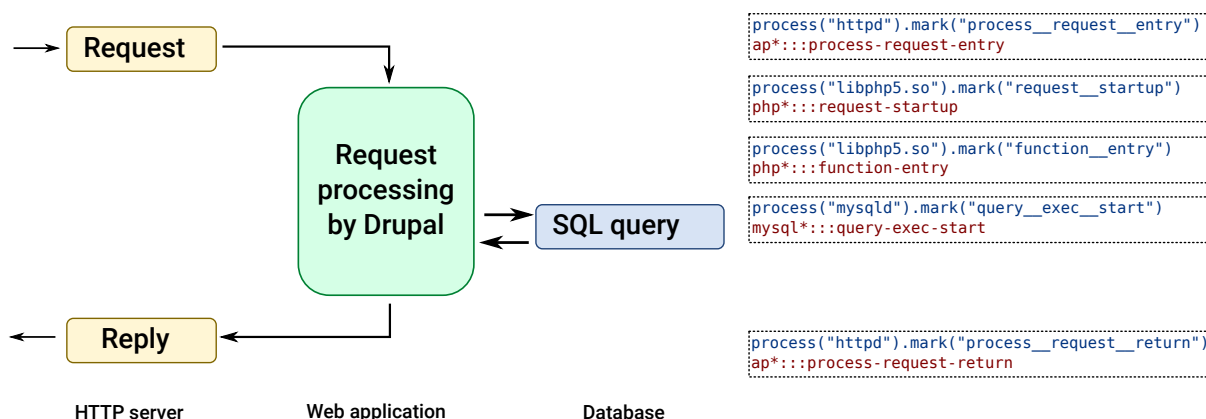 Request
Request
processing
by Drupal
SQL query
Reply
HTTP server
Web application
Database
process("httpd").mark("process__request__entry")
ap*:::process-request-entry
process("libphp5.so").mark("request__startup")
php*:::request-startup
process("libphp5.so").mark("function__entry")
php*:::function-entry
process("mysqld").mark("query__exec__start")
mysql*:::query-exec-start
process("httpd").mark("process__request__return")
ap*:::process-request-return